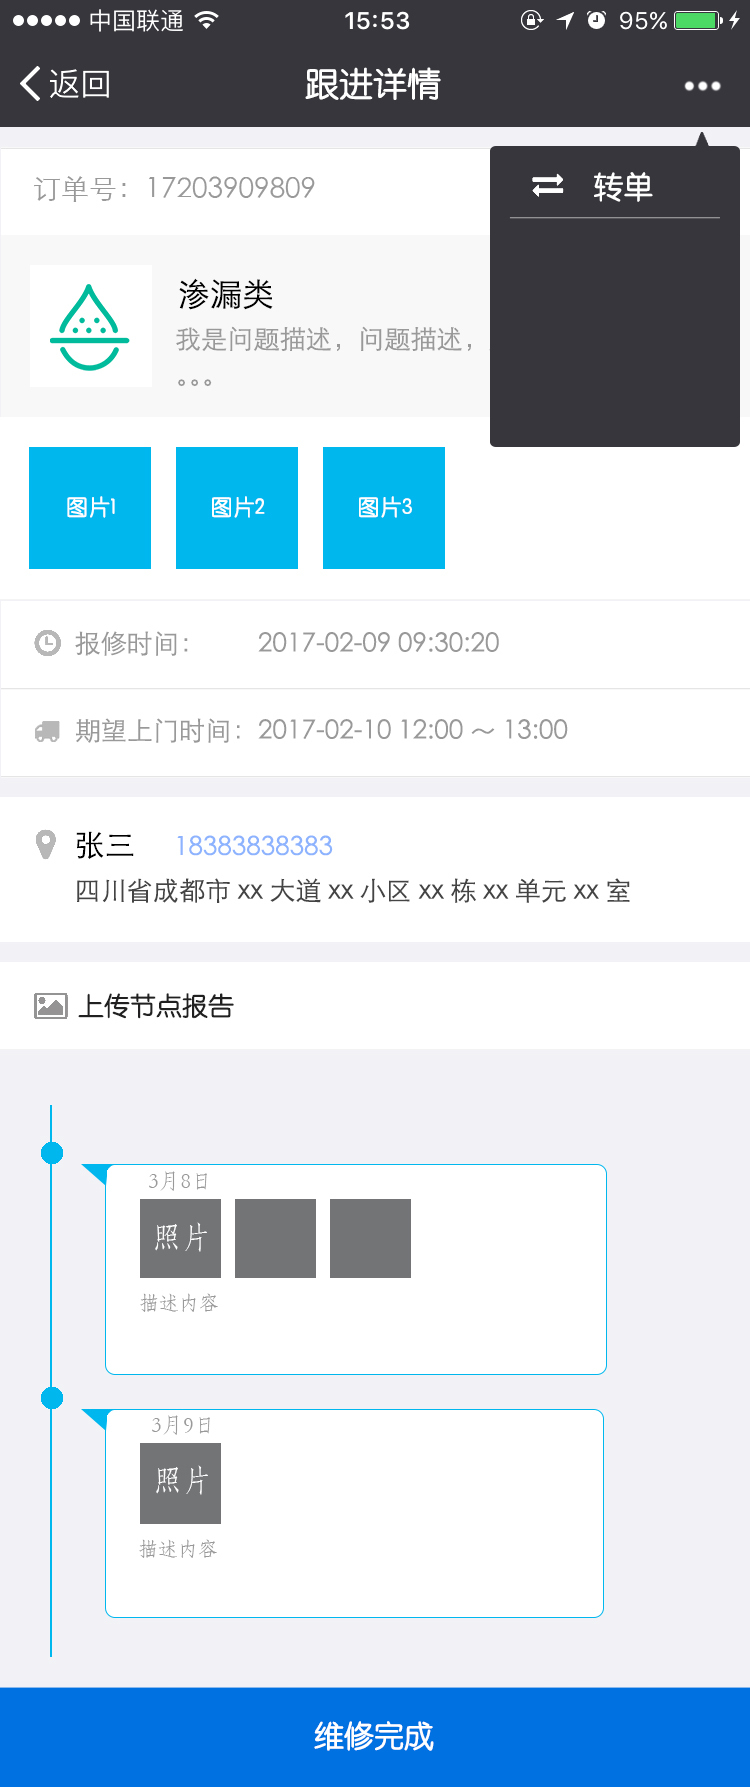 中国联通 15:53 95%
返回 跟进详情
订单号：17203909809
转单
渗漏类
我是问题描述，问题描述，
。。。
图片1 图片2 图片3
报修时间： 2017-02-09 09:30:20
期望上门时间：2017-02-10 12:00 ～ 13:00
张三 18383838383
四川省成都市 xx 大道 xx 小区 xx 栋 xx 单元 xx 室
上传节点报告
3月8日
照片
描述内容
3月9日
照片
描述内容
维修完成